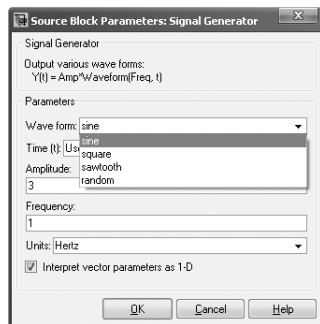 Source Block Parameters: Signal Generator
Signal Generator
Output various wave forms:
Y(t) = Amp*Waveform(Freq, t)
Parameters
Wave form: sine
sine
square
sawtooth
random
Time (t):
Amplitude:
3
Frequency:
1
Units: Hertz
Interpret vector parameters as 1-D
OK
Cancel
Help